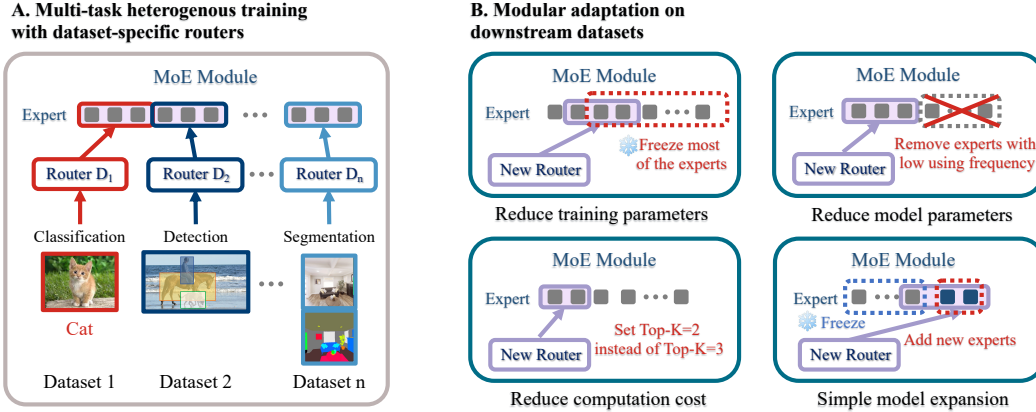 A. Multi-task heterogenous training
with dataset-specific routers
MoE Module
Expert
Router D1
Router D2
Router Dn
Classification
Detection
Segmentation
Cat
Dataset 1
Dataset 2
Dataset n
B. Modular adaptation on
downstream datasets
MoE Module
Expert
Freeze most
of the experts
New Router
Reduce training parameters
MoE Module
Expert
Remove experts with
low using frequency
New Router
Reduce model parameters
MoE Module
Expert
Set Top-K=2
instead of Top-K=3
New Router
Reduce computation cost
MoE Module
Expert
Freeze
Add new experts
New Router
Simple model expansion